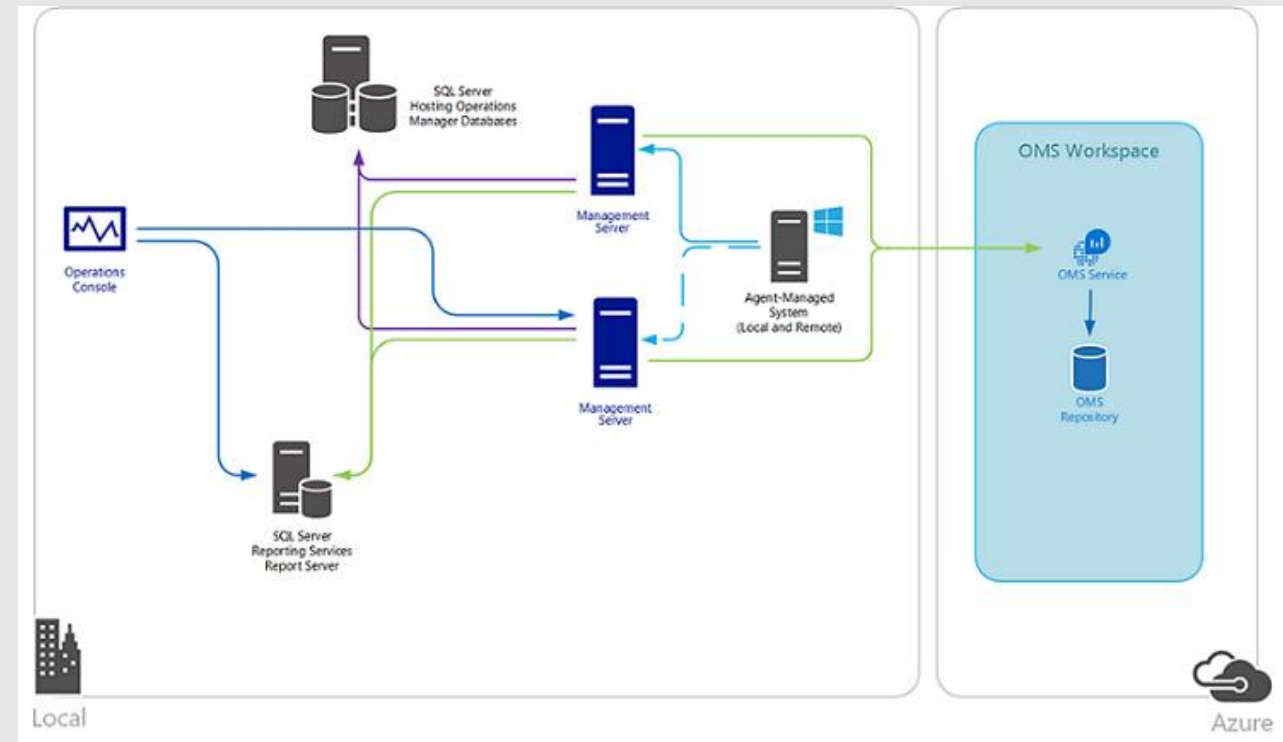 SQL Server
Hosting Operations
Manager Databases
OMS Workspace
Management
Server
Operations
Console
OMS Service
Agent-Managed
System
(Local and Remote)
Management
Server
OMS
Repository
SQL Server
Reporting Services
Report Server
Local
Azure